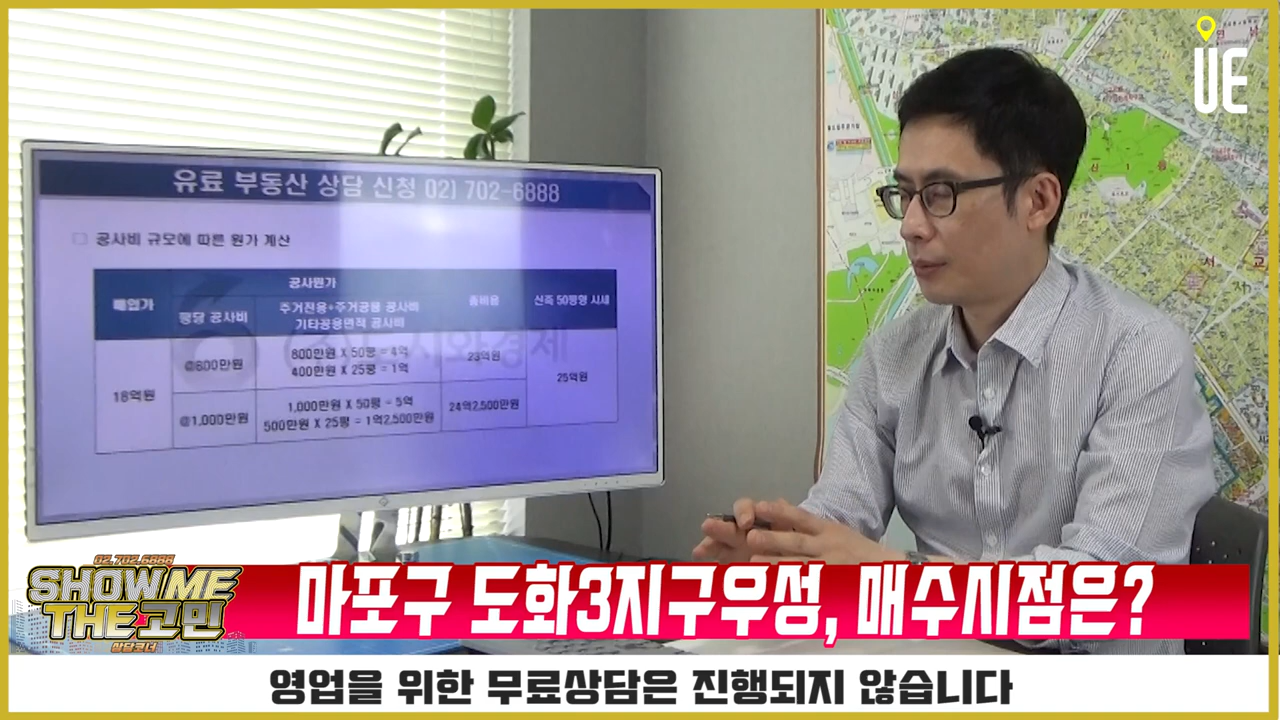 UE
유료 부동산 상담 신청 02) 702-6888
공사비 규모에 따른 원가 계산
매입가
공사원가
평당 공사비
주거전용+주거공용 공사비
기타공용면적 공사비
총비용
신축 50평형 시세
18억원
@800만원
800만원 X 50평 = 4억
400만원 X 25평 = 1억
23억원
25억원
@1,000만원
1,000만원 X 50평 = 5억
500만원 X 25평 = 1억2,500만원
24억2,500만원
도시와경제
02.702.6888
SHOW ME
THE 고민
상담코너
마포구 도화3지구우성, 매수시점은?
영업을 위한 무료상담은 진행되지 않습니다